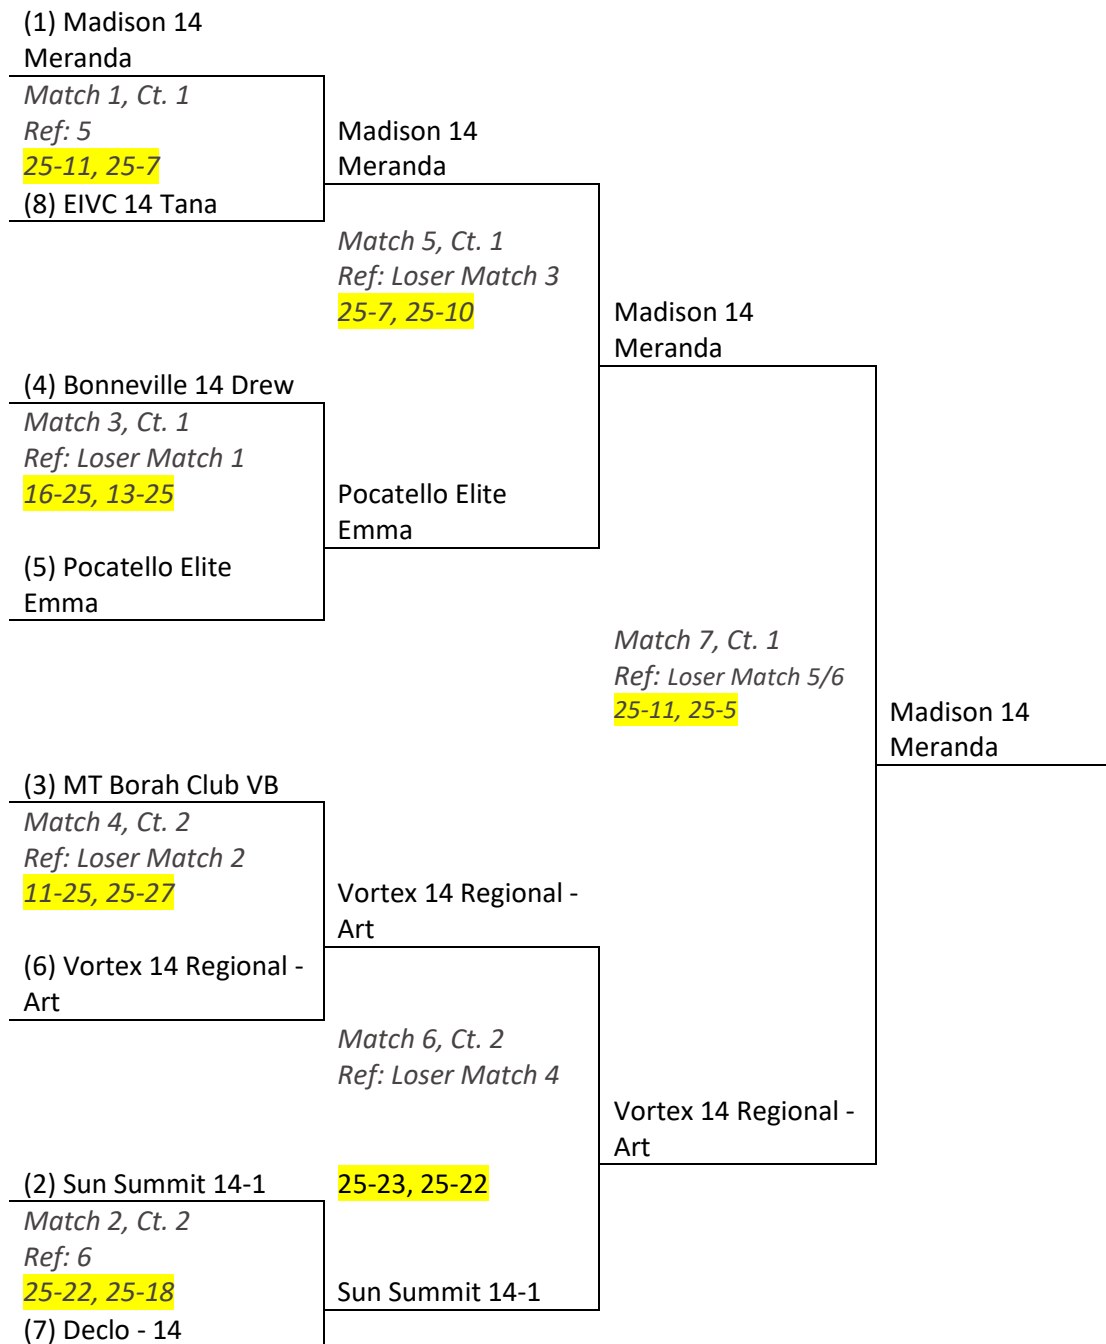 (1) Madison 14
Meranda
Match 1, Ct. 1
Ref: 5
25-11, 25-7
(8) EIVC 14 Tana
Madison 14
Meranda
Match 5, Ct. 1
Ref: Loser Match 3
25-7, 25-10
Madison 14
Meranda
(4) Bonneville 14 Drew
Match 3, Ct. 1
Ref: Loser Match 1
16-25, 13-25
Pocatello Elite
Emma
(5) Pocatello Elite
Emma
Match 7, Ct. 1
Ref: Loser Match 5/6
25-11, 25-5
Madison 14
Meranda
(3) MT Borah Club VB
Match 4, Ct. 2
Ref: Loser Match 2
11-25, 25-27
Vortex 14 Regional -
Art
(6) Vortex 14 Regional -
Art
Match 6, Ct. 2
Ref: Loser Match 4
Vortex 14 Regional -
Art
(2) Sun Summit 14-1
25-23, 25-22
Match 2, Ct. 2
Ref: 6
25-22, 25-18
Sun Summit 14-1
(7) Declo - 14